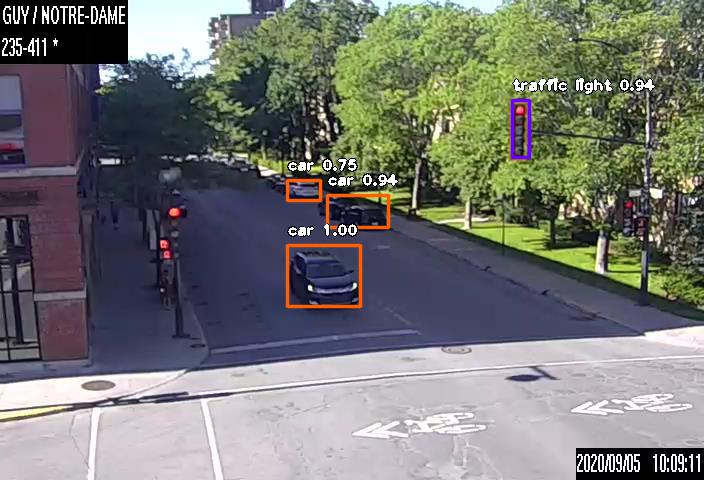 GUY / NOTRE-DAME
235-411 *
traffic light 0.94
car 0.75
car 0.94
car 1.00
2020/09/05 10:09:11